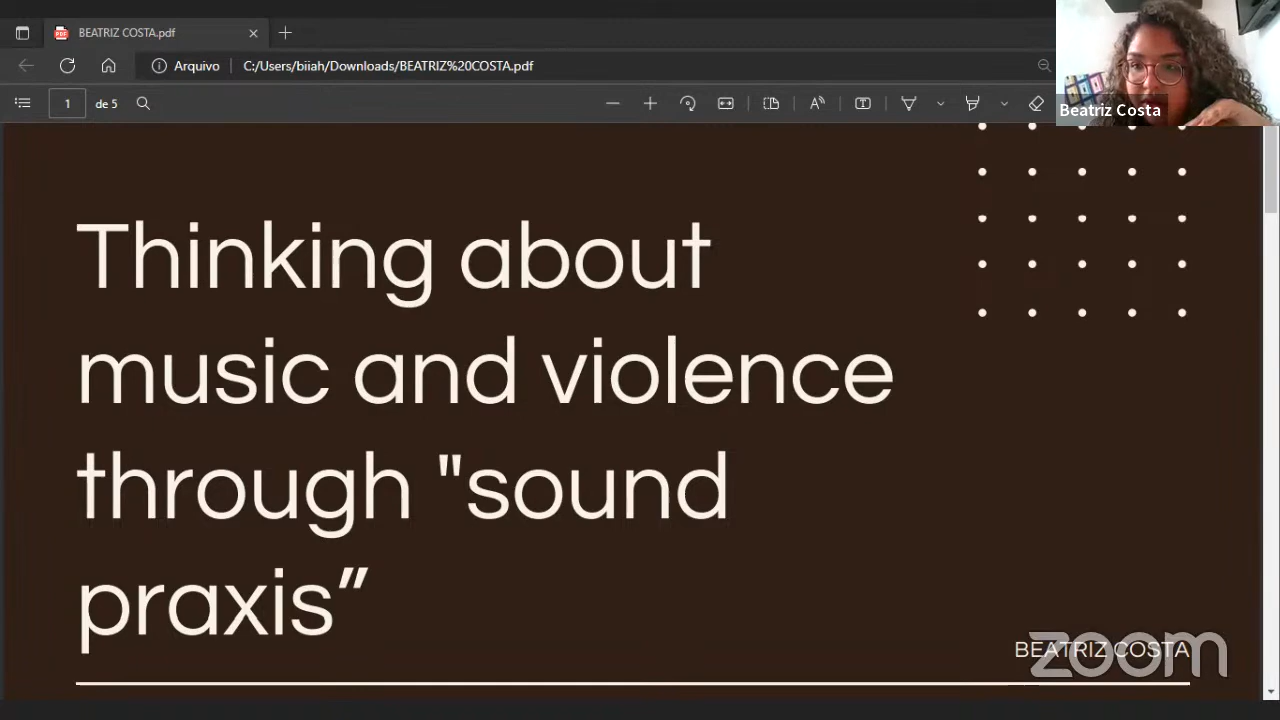 BEATRIZ COSTA.pdf
Arquivo
C:/Users/biiah/Downloads/BEATRIZ%20COSTA.pdf
1 de 5
Beatriz Costa
Thinking about
music and violence
through "sound
praxis”
BEATRIZ COSTA
zoom